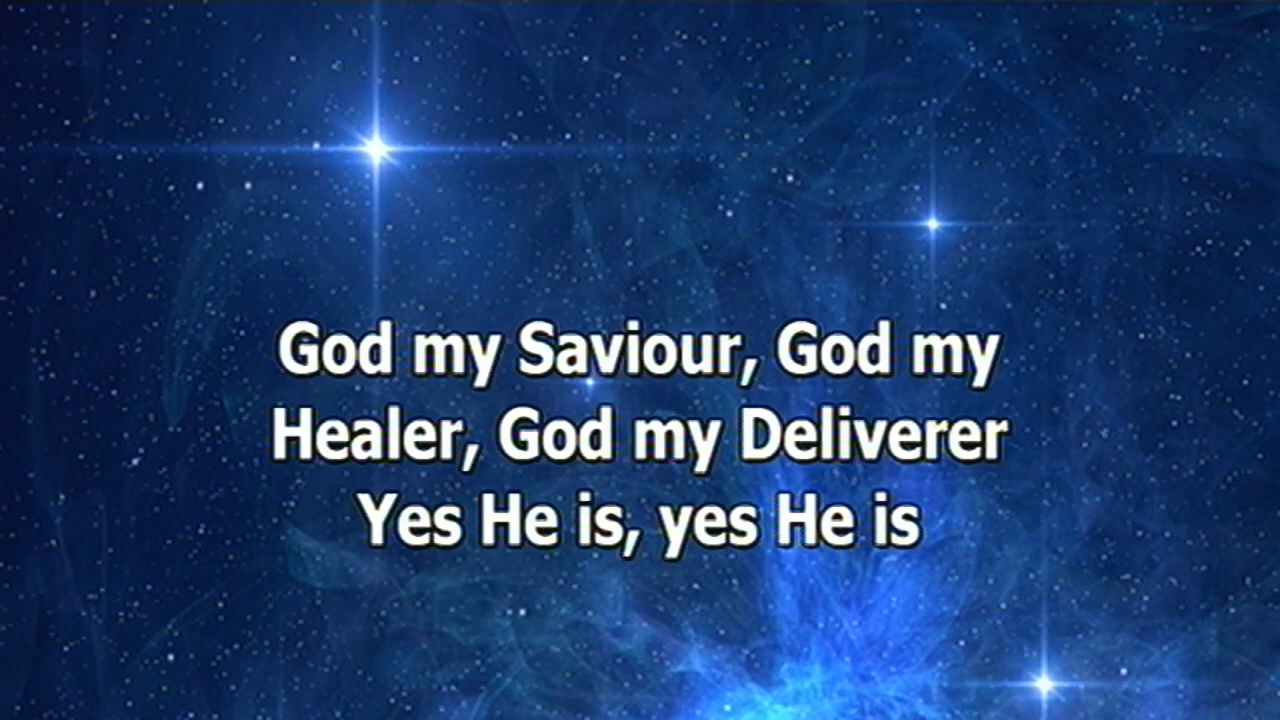 God my Saviour, God my
Healer, God my Deliverer
Yes He is, yes He is